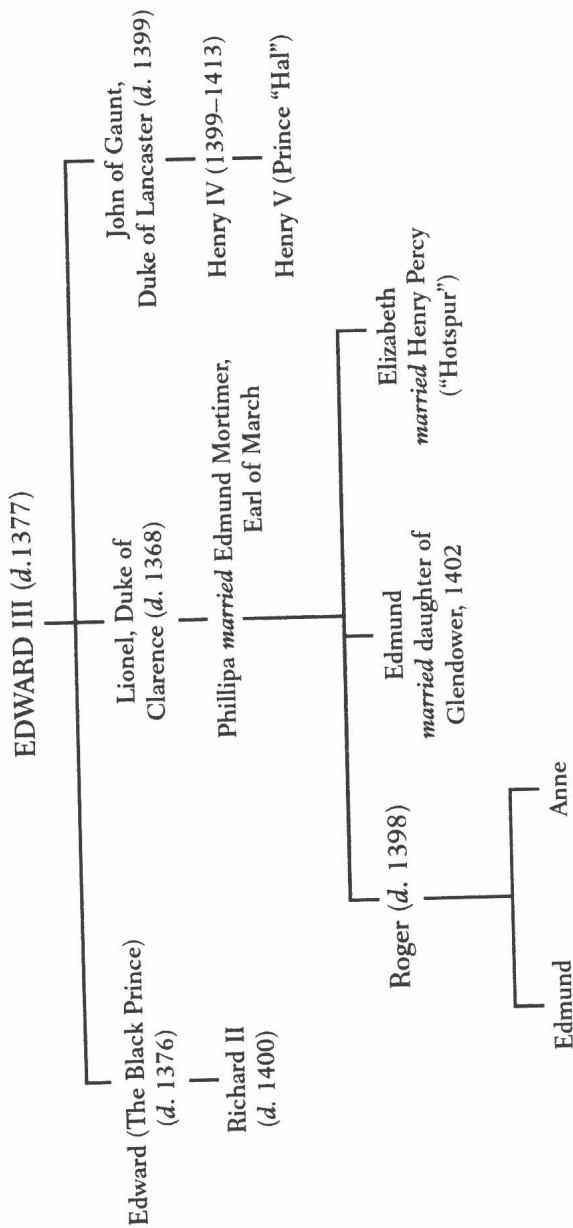 EDWARD III (d.1377)
Edward (The Black Prince)
(d. 1376)
Richard II
(d. 1400)
Lionel, Duke of
Clarence (d. 1368)
Phillipa married Edmund Mortimer,
Earl of March
Roger (d. 1398)
Edmund
Anne
Edmund
married daughter of
Glendower, 1402
Elizabeth
married Henry Percy
(“Hotspur”)
John of Gaunt,
Duke of Lancaster (d. 1399)
Henry IV (1399–1413)
Henry V (Prince “Hal”)